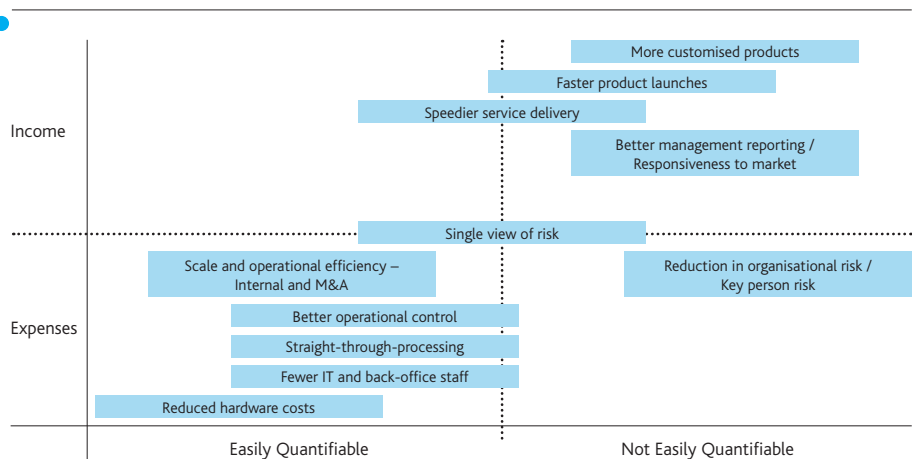 More customised products
Faster product launches
Speedier service delivery
Income
Better management reporting /
Responsiveness to market
Single view of risk
Scale and operational efficiency –
Internal and M&A
Reduction in organisational risk /
Key person risk
Better operational control
Expenses
Straight-through-processing
Fewer IT and back-office staff
Reduced hardware costs
Easily Quantifiable
Not Easily Quantifiable